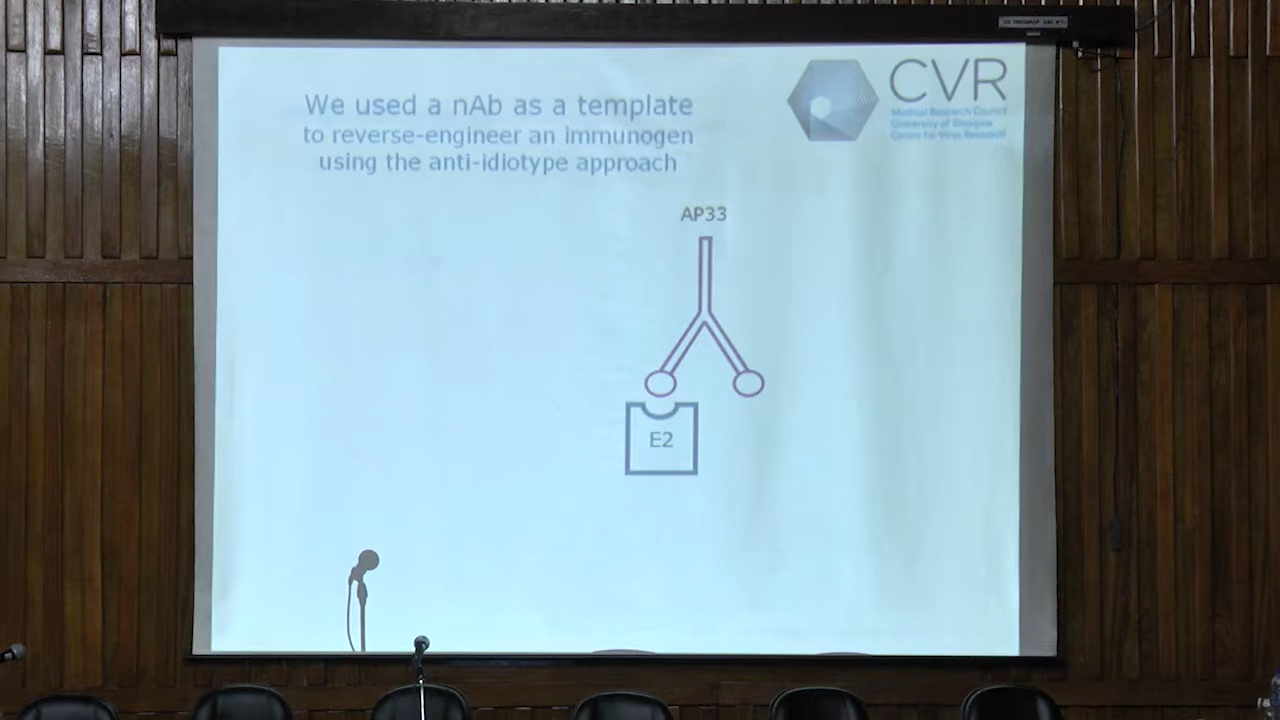 We used a nAb as a template
to reverse-engineer an immunogen
using the anti-idiotype approach
CVR
Medical Research Council
University of Glasgow
Centre for Virus Research
AP33
E2